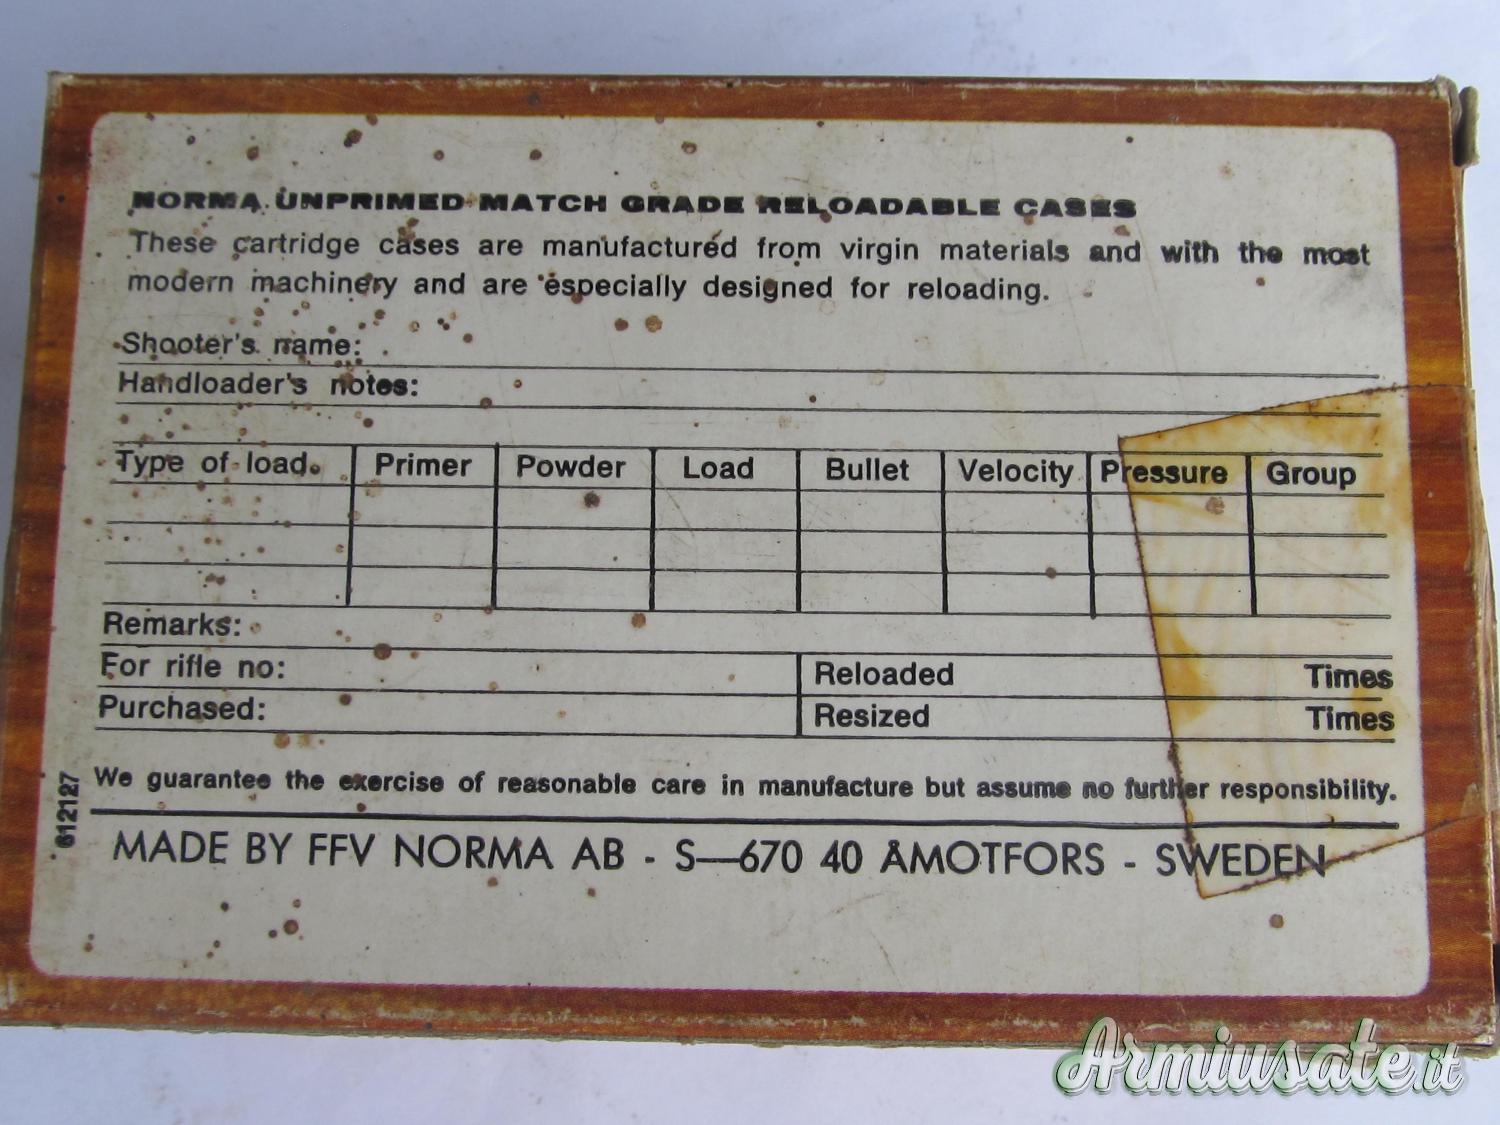 NORMA UNPRIMED MATCH GRADE RELOADABLE CASES
These cartridge cases are manufactured from virgin materials and with the most
modern machinery and are especially designed for reloading.
Shooter's name:
Handloader's notes:
Type of load. Primer Powder Load Bullet Velocity Pressure Group
Remarks:
For rifle no: Reloaded Times
Purchased: Resized Times
We guarantee the exercise of reasonable care in manufacture but assume no further responsibility.
612127
MADE BY FFV NORMA AB - S—670 40 ÅMOTFORS - SWEDEN
Armiusate.it